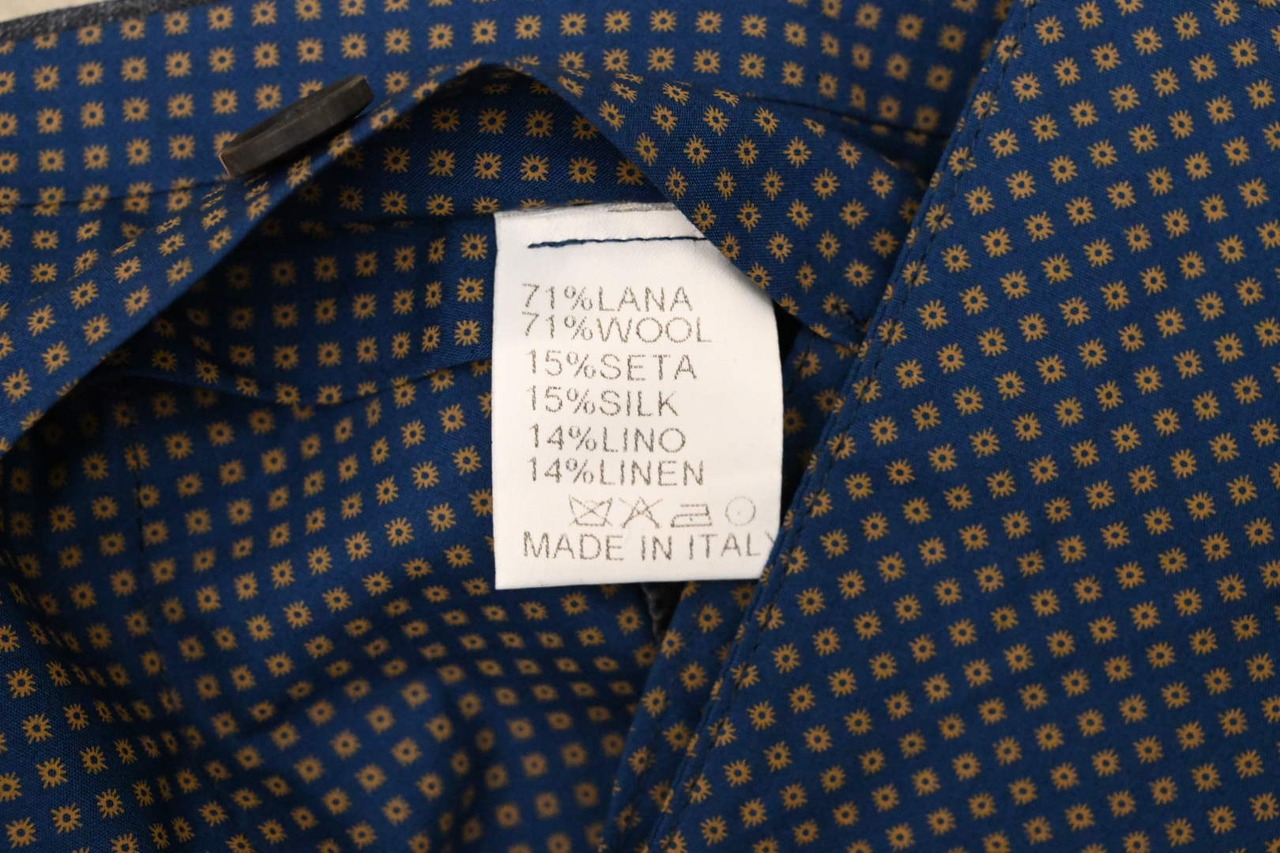 71%LANA
71%WOOL
15%SETA
15%SILK
14%LINO
14%LINEN
MADE IN ITALY